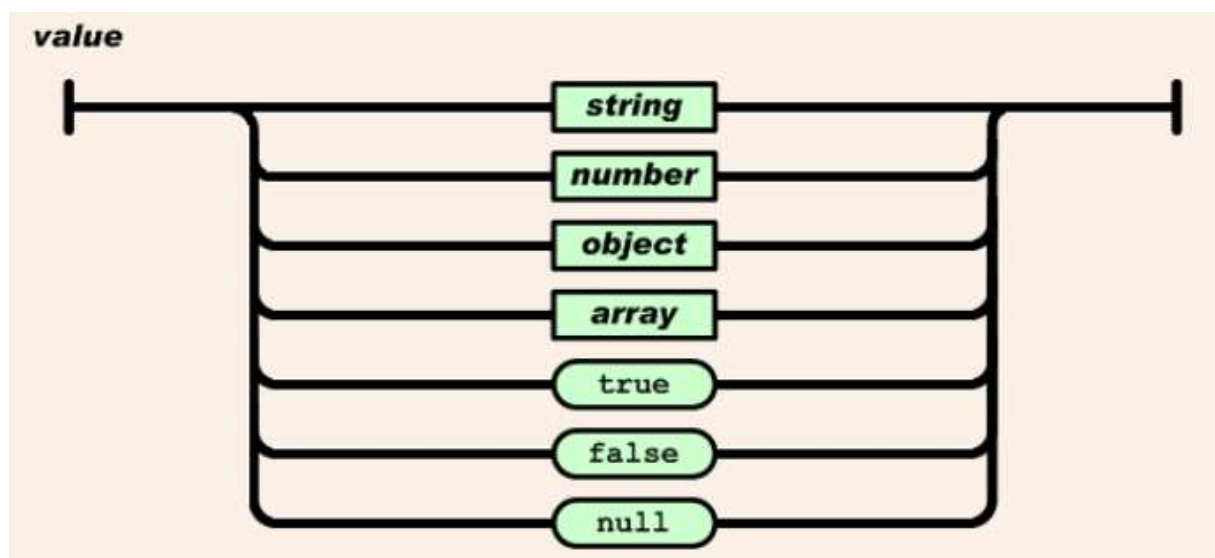 value
string
number
object
array
true
false
null